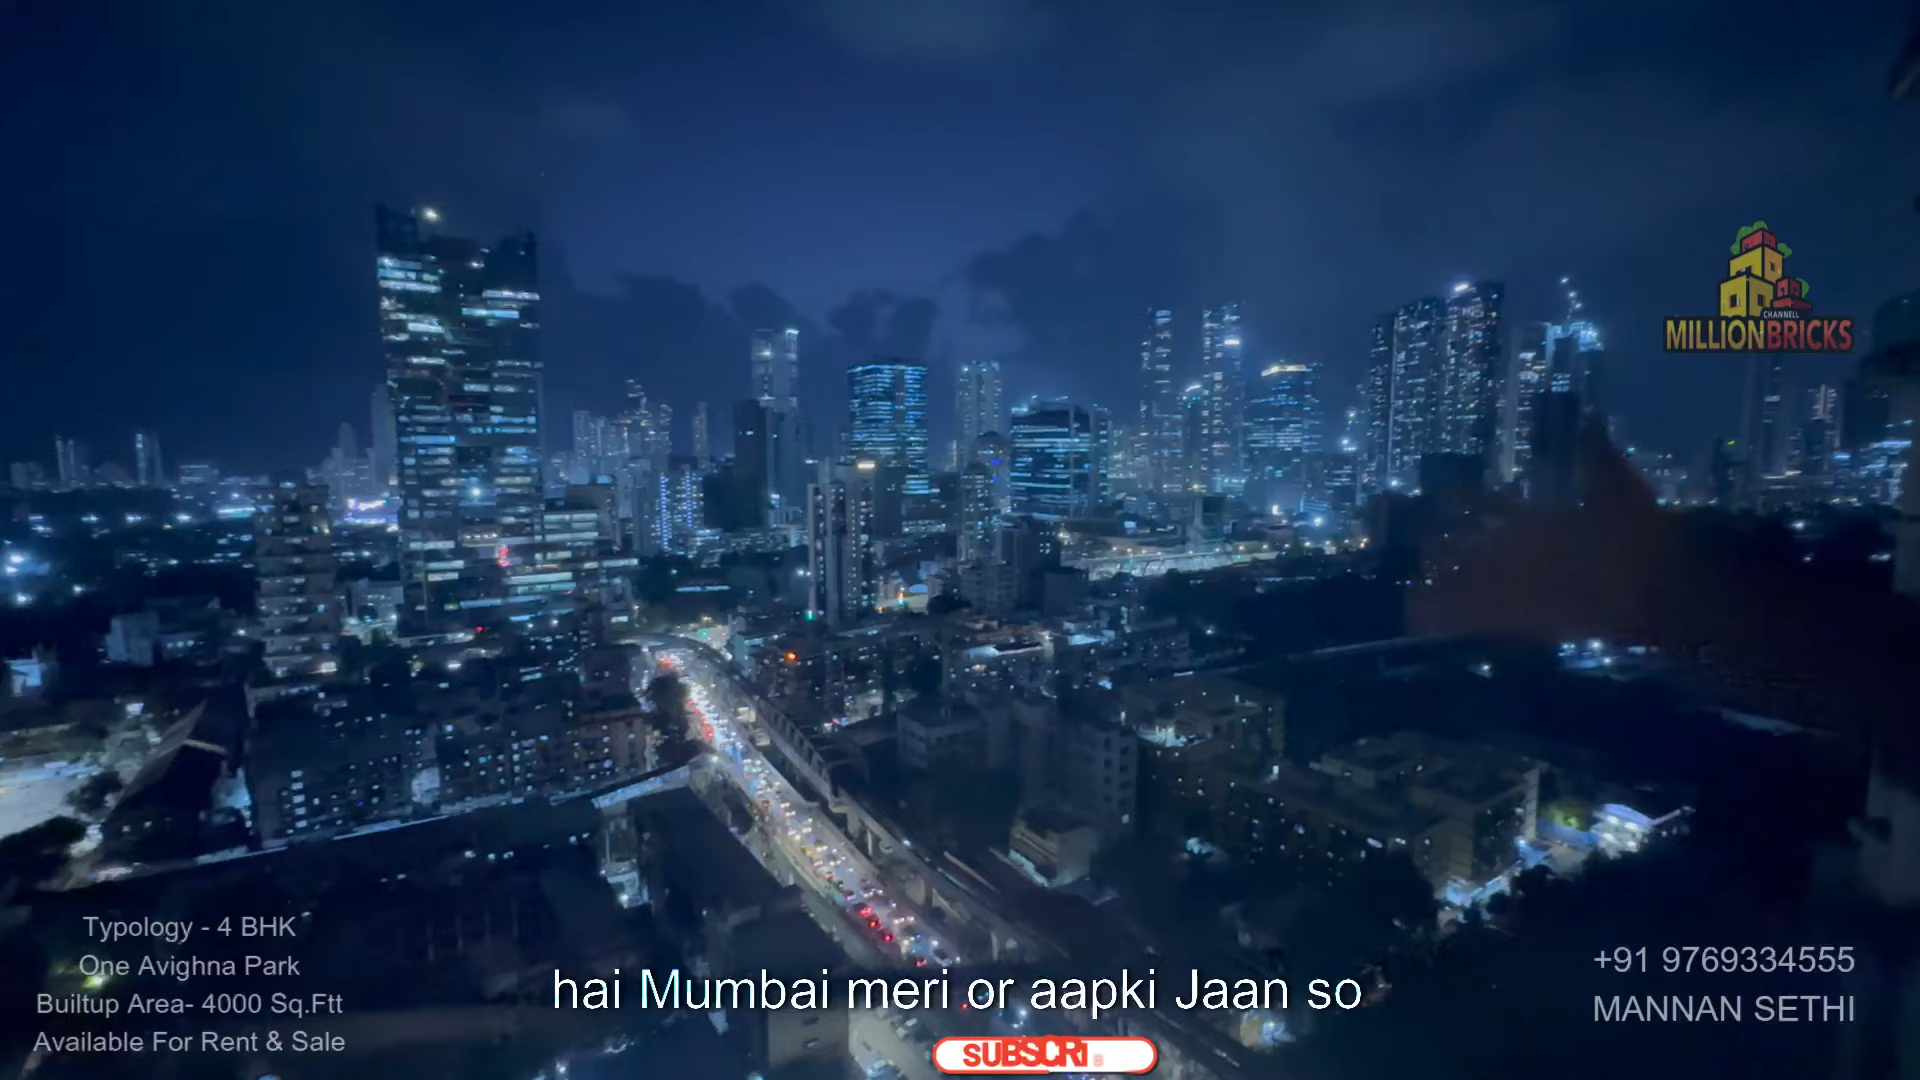 CHANNELL
MILLIONBRICKS
Typology - 4 BHK
One Avighna Park
Builtup Area- 4000 Sq.Ftt
Available For Rent & Sale
hai Mumbai meri or aapki Jaan so
+91 9769334555
MANNAN SETHI
SUBSCRI